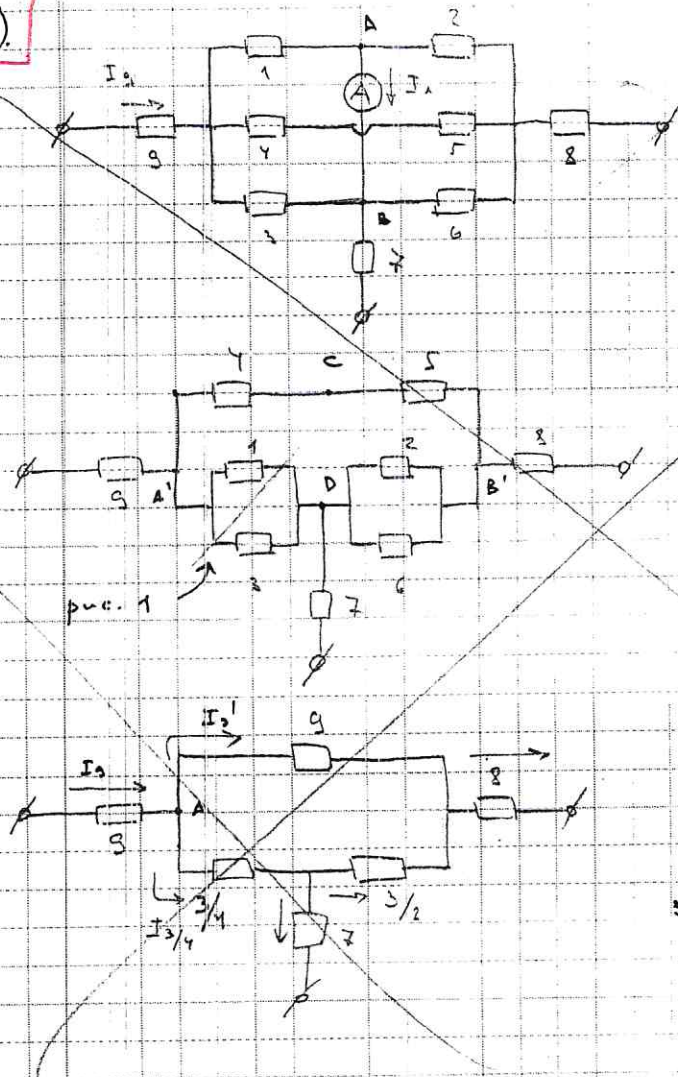 ).
A 2
1
I9 → A ↓ IA
9 4 5 8
3 B 6
7
4 C 5
1 2 8
9 A' D B'
3 6
рис. 1 7
I9' 9
I9 8
9 A
3/4 3/2
I3/4 7